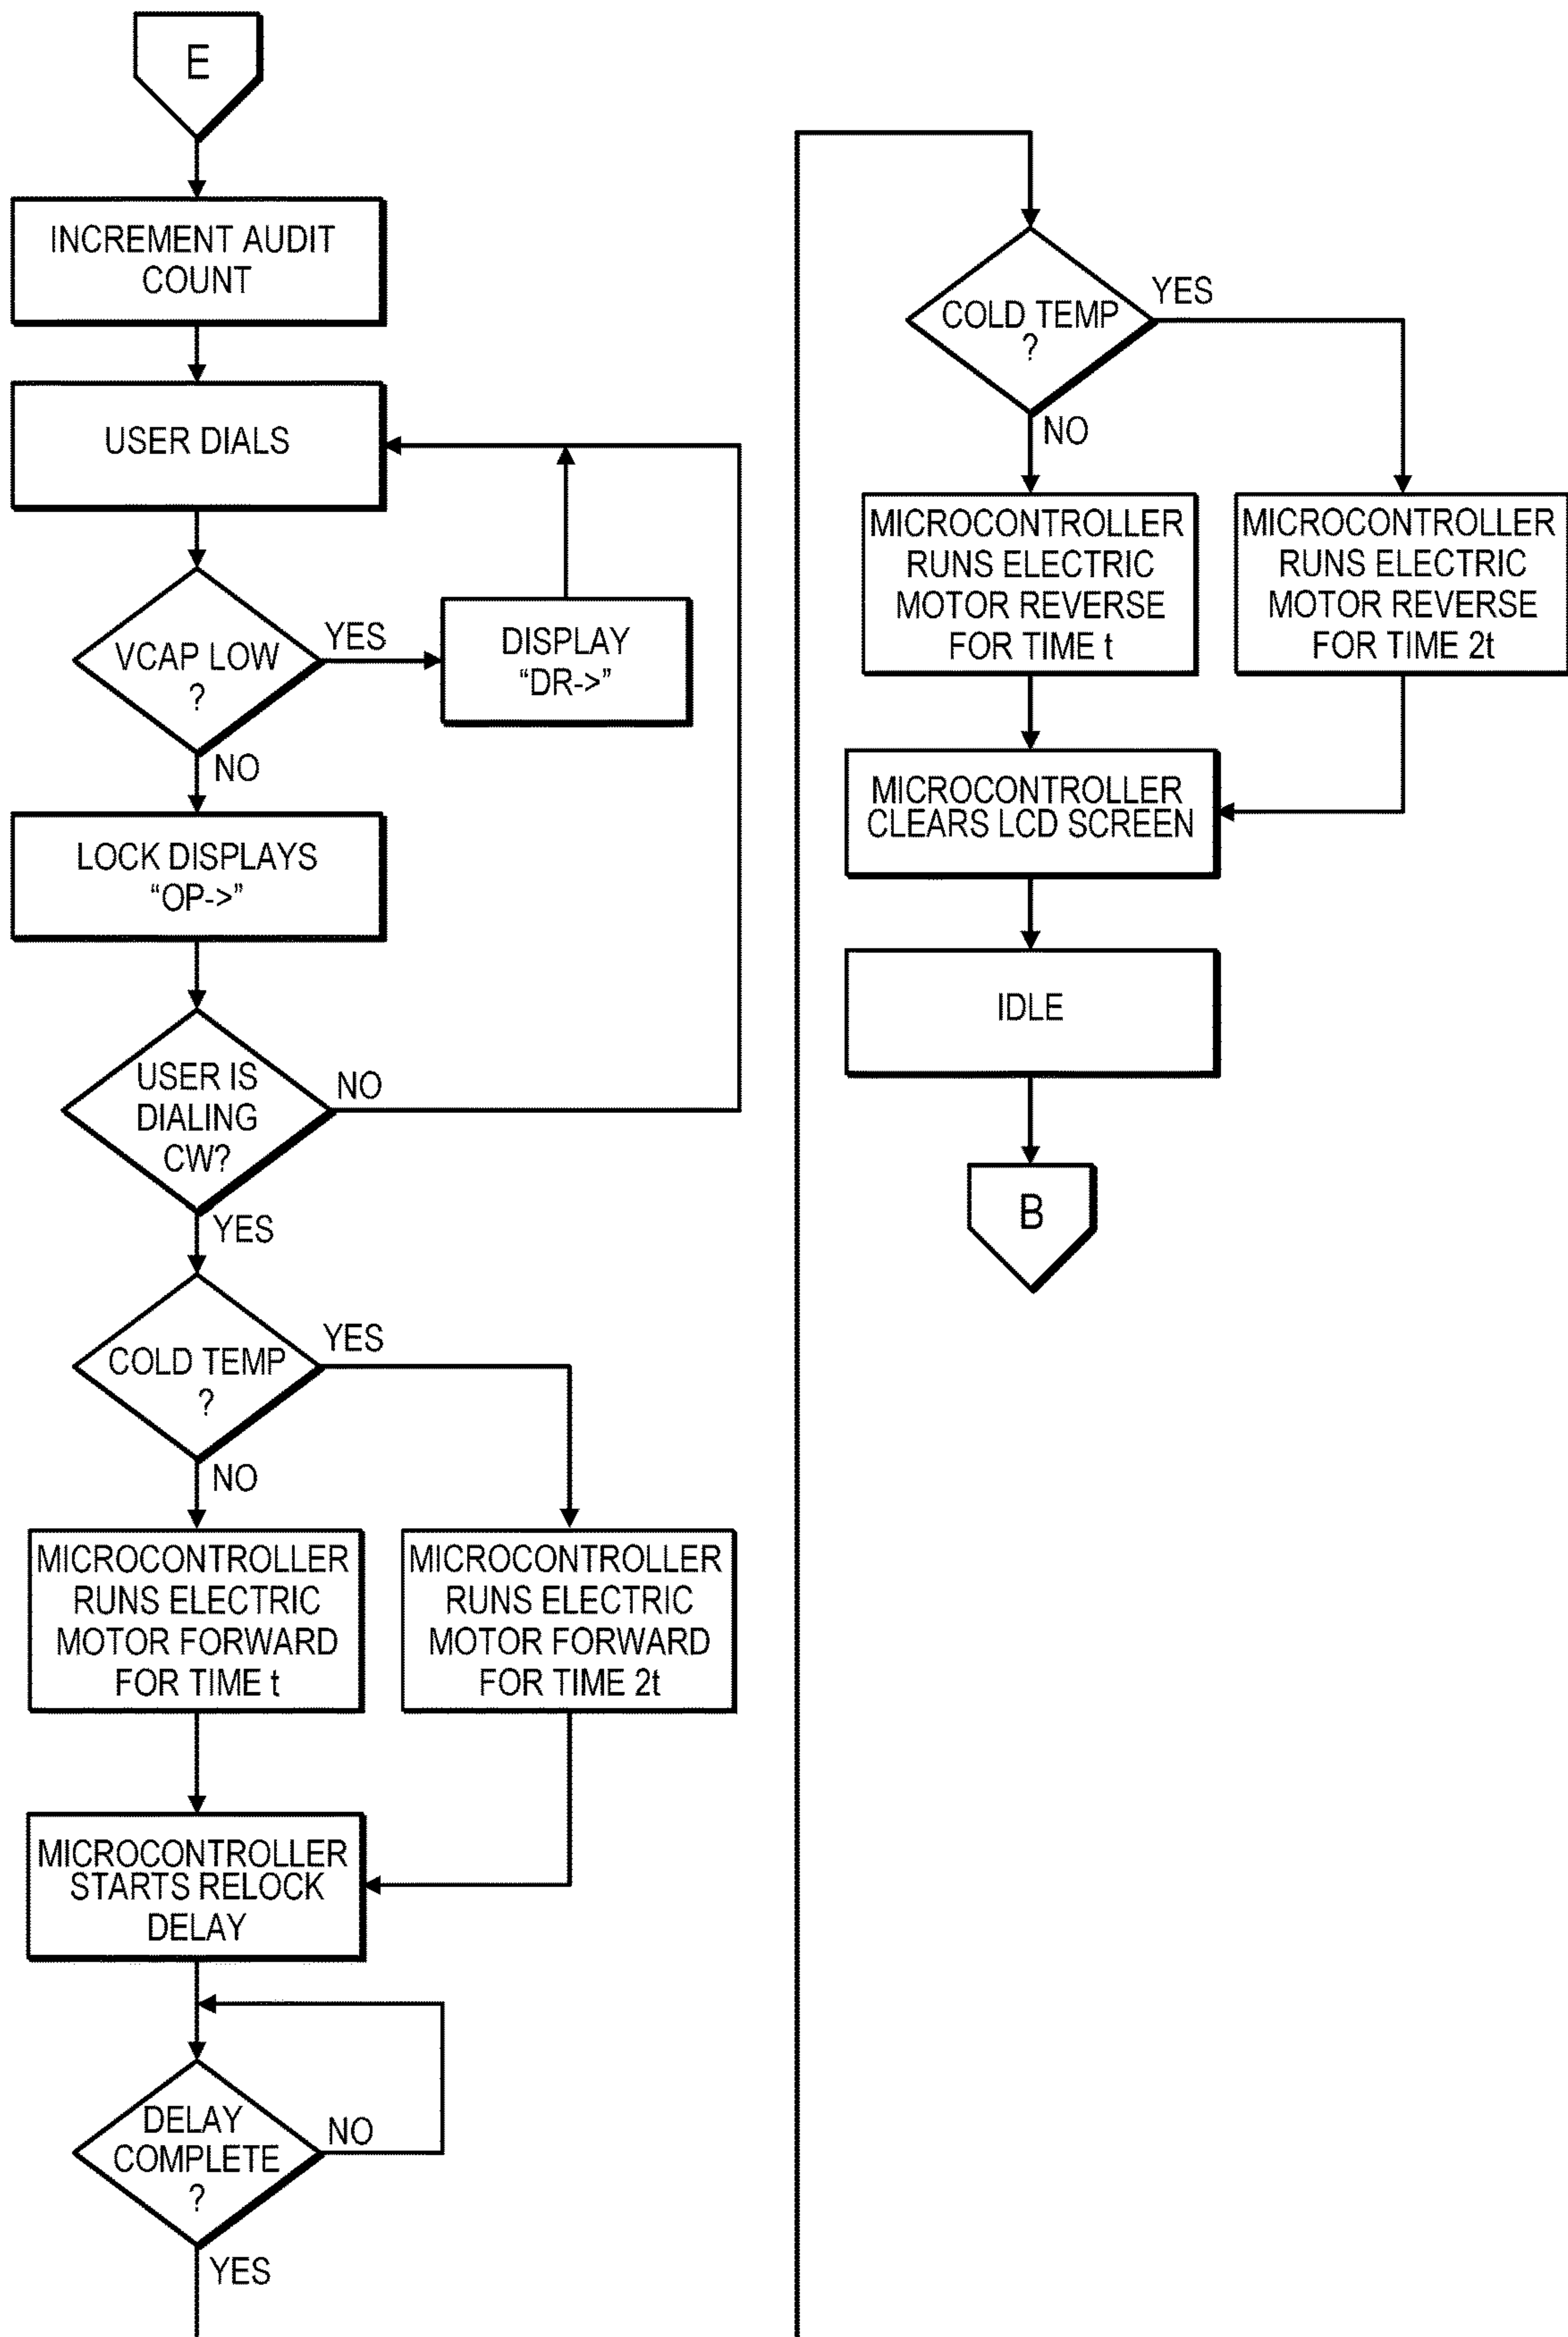 E
INCREMENT AUDIT
COUNT
USER DIALS
VCAP LOW
?
YES
DISPLAY
“DR->”
NO
LOCK DISPLAYS
“OP->”
USER IS
DIALING
CW?
NO
YES
COLD TEMP
?
YES
NO
MICROCONTROLLER
RUNS ELECTRIC
MOTOR FORWARD
FOR TIME t
MICROCONTROLLER
RUNS ELECTRIC
MOTOR FORWARD
FOR TIME 2t
MICROCONTROLLER
STARTS RELOCK
DELAY
DELAY
COMPLETE
?
NO
YES
COLD TEMP
?
YES
NO
MICROCONTROLLER
RUNS ELECTRIC
MOTOR REVERSE
FOR TIME t
MICROCONTROLLER
RUNS ELECTRIC
MOTOR REVERSE
FOR TIME 2t
MICROCONTROLLER
CLEARS LCD SCREEN
IDLE
B